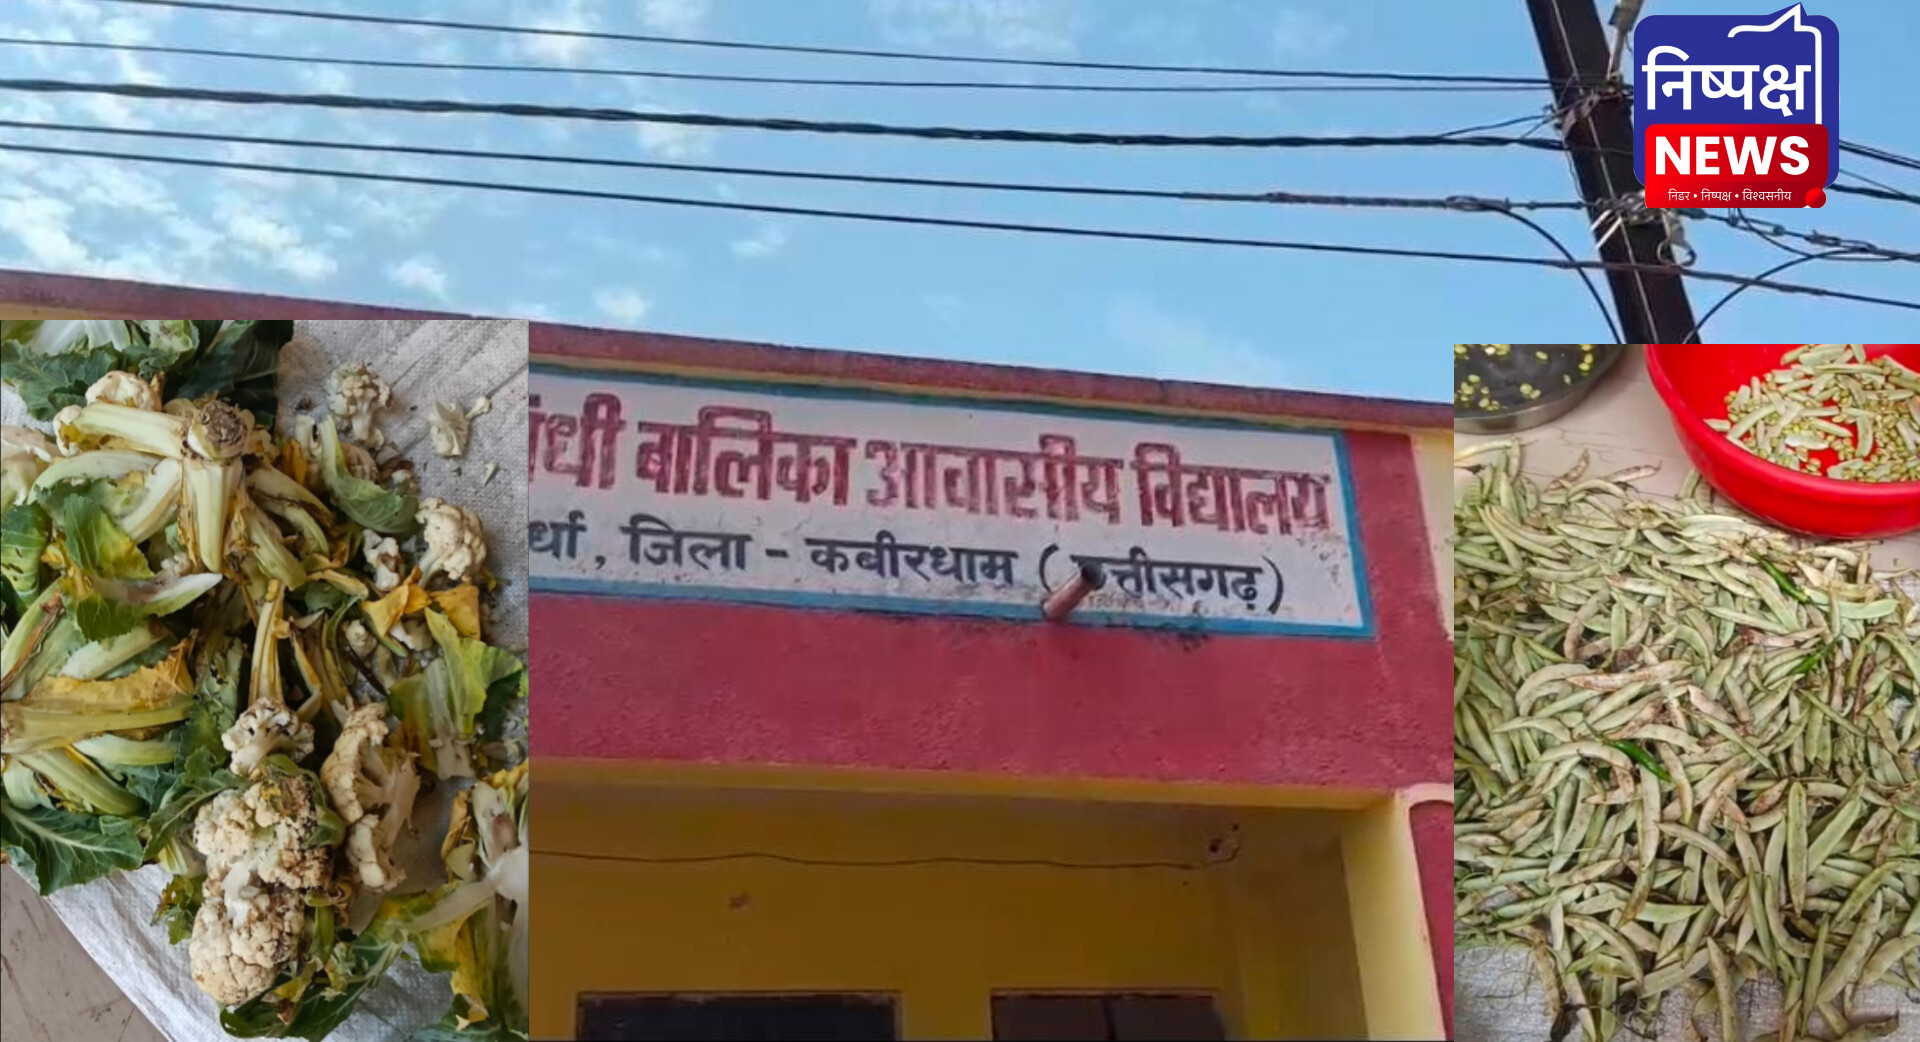 निष्पक्ष
NEWS
निडर • निष्पक्ष • विश्वसनीय
बालिका आवासीय विद्यालय
जिला - कबीरधाम ( छत्तीसगढ़ )